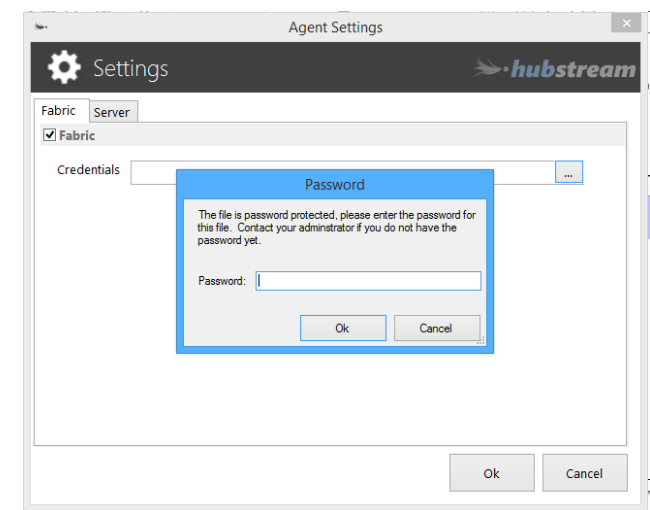 Agent Settings
Settings
hubstream
Fabric Server
Fabric
Credentials
...
Password
The file is password protected, please enter the password for
this file. Contact your adminstrator if you do not have the
password yet.
Password:
Ok Cancel
Ok Cancel